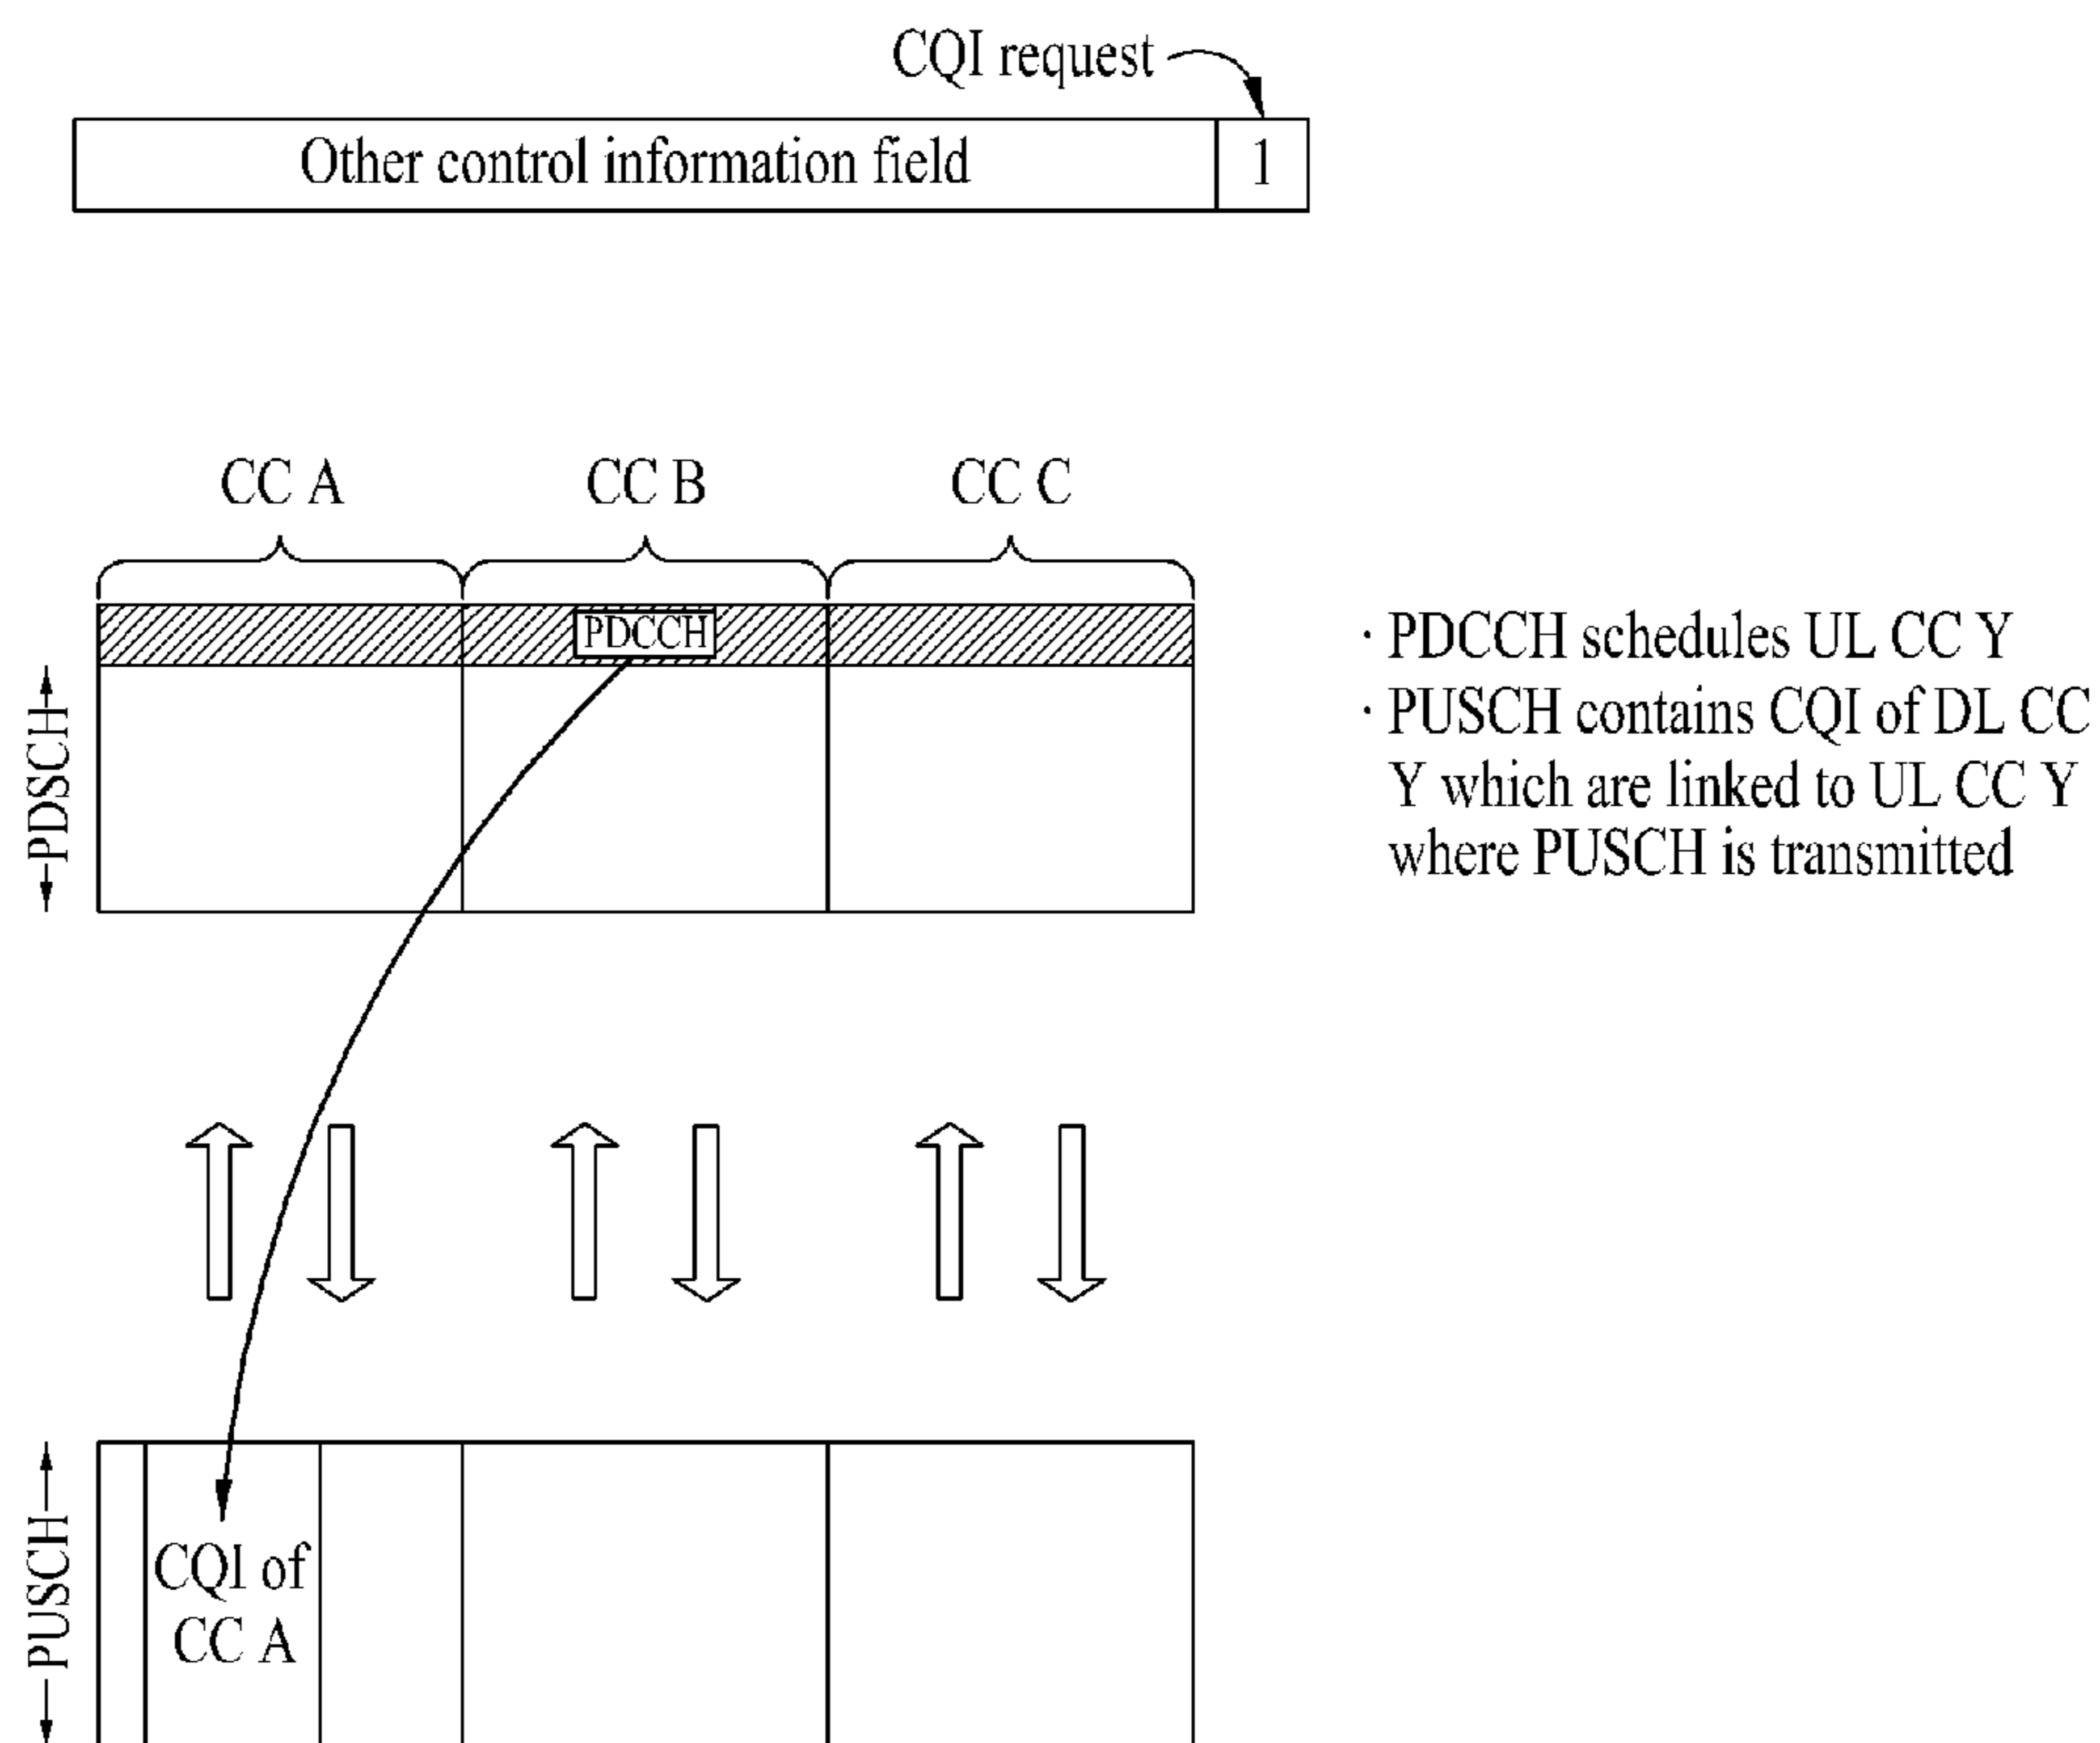 CQI request
Other control information field
1
CC A
CC B
CC C
PDCCH
PDSCH
· PDCCH schedules UL CC Y
· PUSCH contains CQI of DL CC
Y which are linked to UL CC Y
where PUSCH is transmitted
PUSCH
CQI of
CC A